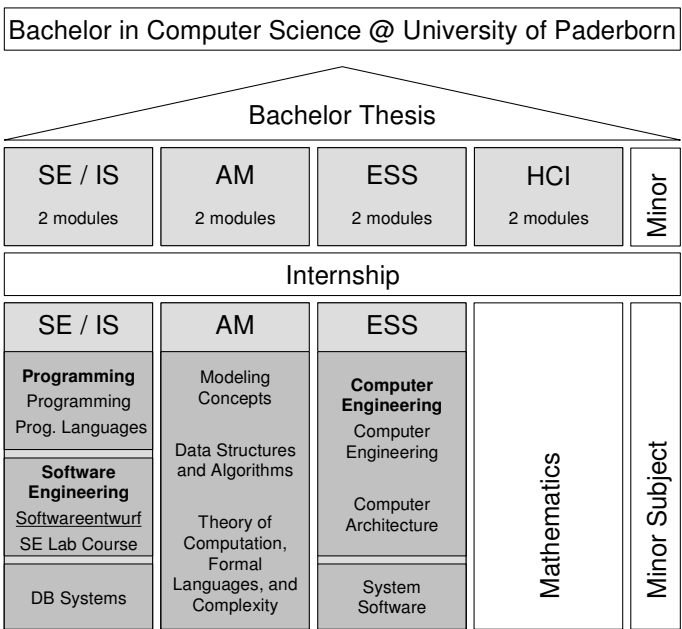 Bachelor in Computer Science @ University of Paderborn
Bachelor Thesis
SE / IS
2 modules
AM
2 modules
ESS
2 modules
HCI
2 modules
Minor
Internship
SE / IS
Programming
Programming
Prog. Languages
Software
Engineering
Softwareentwurf
SE Lab Course
DB Systems
AM
Modeling
Concepts
Data Structures
and Algorithms
Theory of
Computation,
Formal
Languages, and
Complexity
ESS
Computer
Engineering
Computer
Engineering
Computer
Architecture
System
Software
Mathematics
Minor Subject